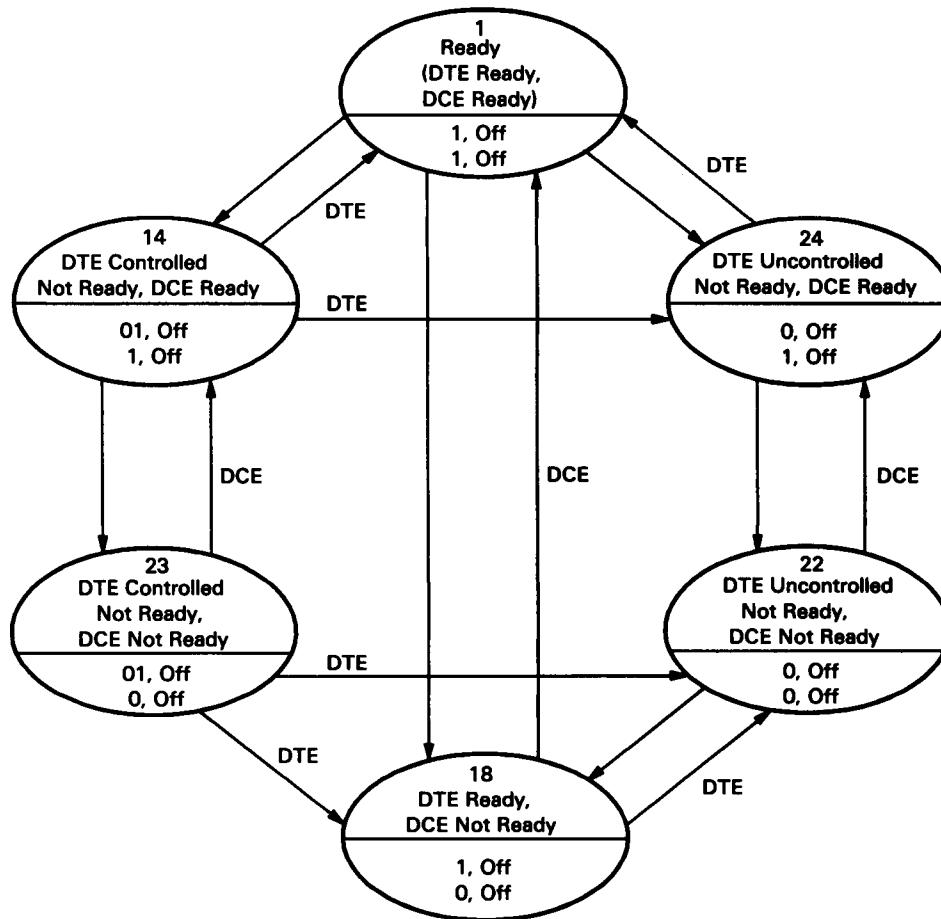 1
Ready
(DTE Ready,
DCE Ready)
1, Off
1, Off
DTE
DTE
14
DTE Controlled
Not Ready, DCE Ready
01, Off
1, Off
DTE
24
DTE Uncontrolled
Not Ready, DCE Ready
0, Off
1, Off
DCE
DCE
DCE
23
DTE Controlled
Not Ready,
DCE Not Ready
01, Off
0, Off
DTE
22
DTE Uncontrolled
Not Ready,
DCE Not Ready
0, Off
0, Off
DTE
DTE
18
DTE Ready,
DCE Not Ready
1, Off
0, Off